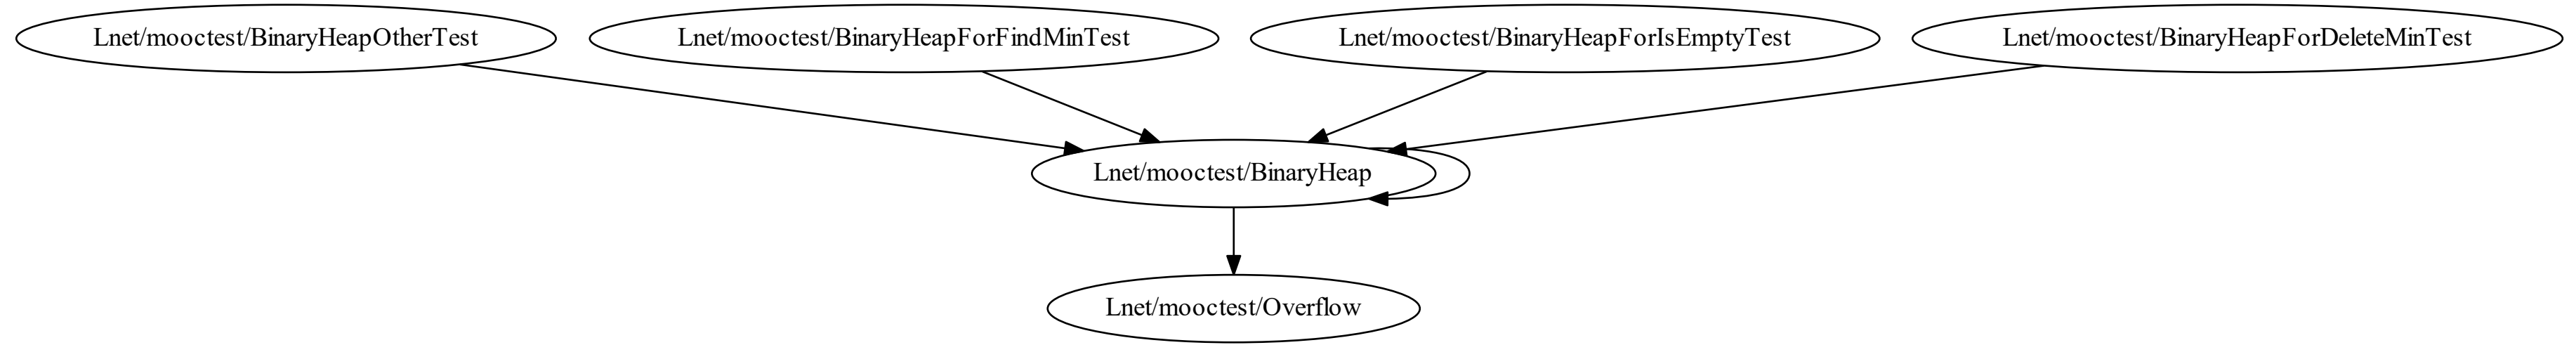 Lnet/mooctest/BinaryHeapOtherTest
Lnet/mooctest/BinaryHeapForFindMinTest
Lnet/mooctest/BinaryHeapForIsEmptyTest
Lnet/mooctest/BinaryHeapForDeleteMinTest
Lnet/mooctest/BinaryHeap
Lnet/mooctest/Overflow